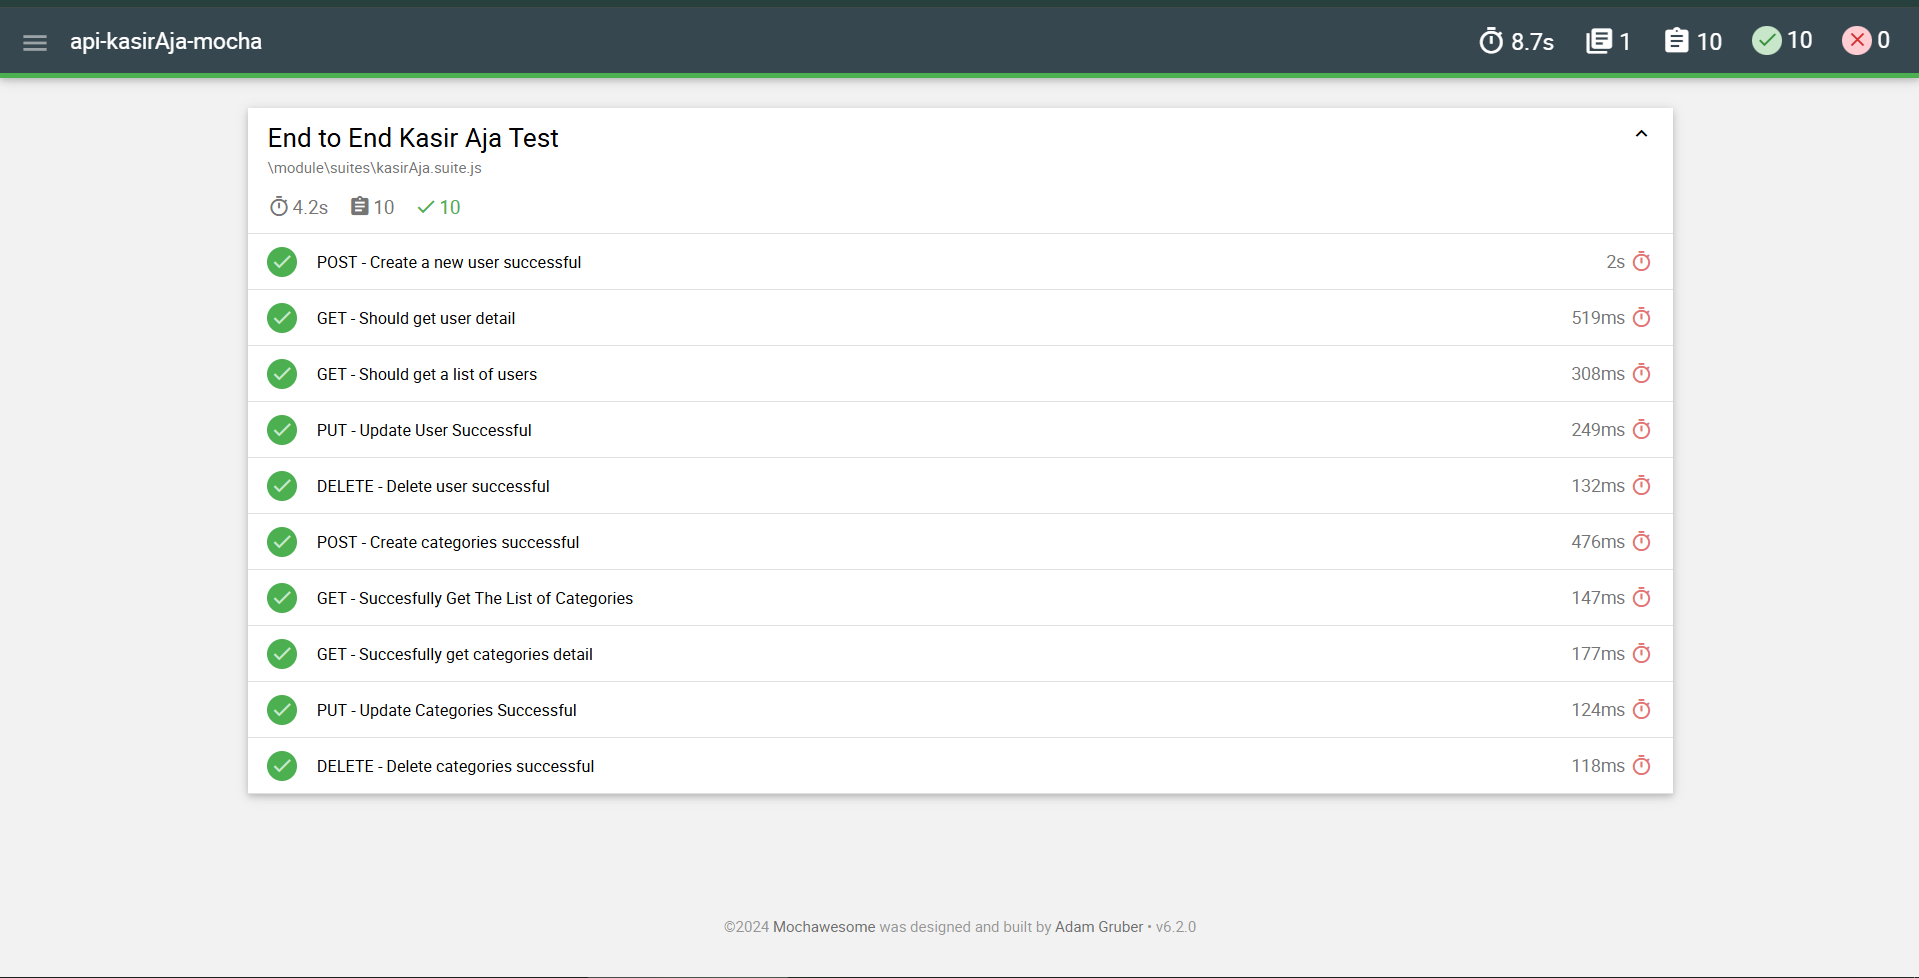 api-kasirAja-mocha 8.7s 1 10 10 0
End to End Kasir Aja Test
\module\suites\kasirAja.suite.js
4.2s 10 10
POST - Create a new user successful 2s
GET - Should get user detail 519ms
GET - Should get a list of users 308ms
PUT - Update User Successful 249ms
DELETE - Delete user successful 132ms
POST - Create categories successful 476ms
GET - Succesfully Get The List of Categories 147ms
GET - Succesfully get categories detail 177ms
PUT - Update Categories Successful 124ms
DELETE - Delete categories successful 118ms
©2024 Mochawesome was designed and built by Adam Gruber • v6.2.0